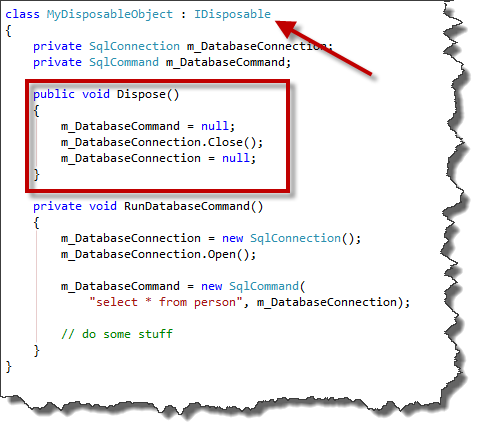 class MyDisposableObject : IDisposable
{
    private SqlConnection m_DatabaseConnection;
    private SqlCommand m_DatabaseCommand;
    public void Dispose()
    {
        m_DatabaseCommand = null;
        m_DatabaseConnection.Close();
        m_DatabaseConnection = null;
    }
    private void RunDatabaseCommand()
    {
        m_DatabaseConnection = new SqlConnection();
        m_DatabaseConnection.Open();
        m_DatabaseCommand = new SqlCommand(
            "select * from person", m_DatabaseConnection);
        // do some stuff
    }
}